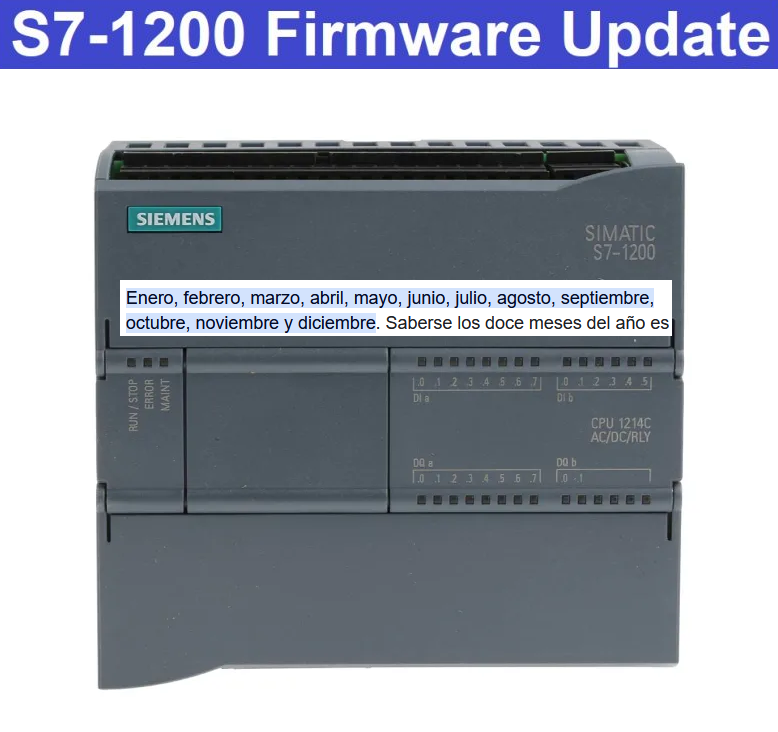 S7-1200 Firmware Update
SIEMENS
SIMATIC
S7-1200
Enero, febrero, marzo, abril, mayo, junio, julio, agosto, septiembre,
octubre, noviembre y diciembre. Saberse los doce meses del año es
RUN / STOP
ERROR
MAINT
.0 .1 .2 .3 .4 .5 .6 .7
DI a
.0 .1 .2 .3 .4 .5
DI b
CPU 1214C
AC/DC/RLY
DQ a
.0 .1 .2 .3 .4 .5 .6 .7
DQ b
.0 .1